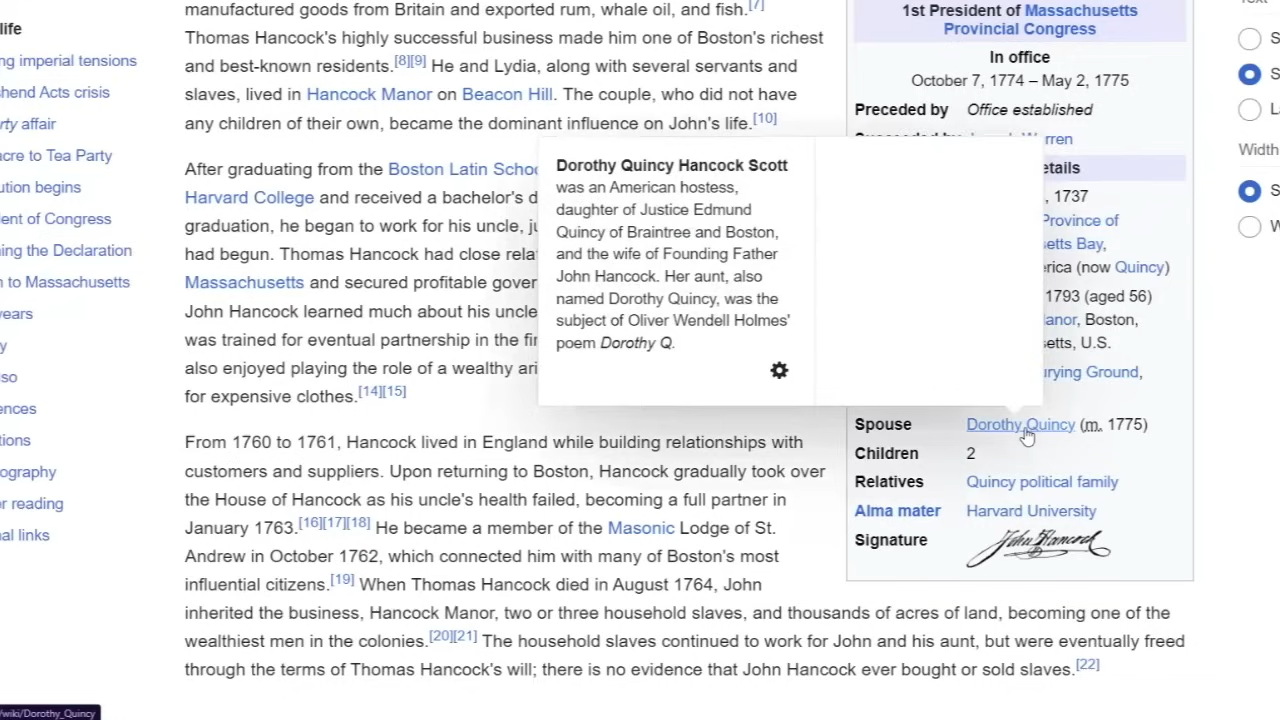 life
ng imperial tensions
shend Acts crisis
rty affair
acre to Tea Party
ution begins
ent of Congress
ing the Declaration
n to Massachusetts
years
y
so
ences
tions
ography
r reading
al links
manufactured goods from Britain and exported rum, whale oil, and fish.[7]
Thomas Hancock's highly successful business made him one of Boston's richest
and best-known residents.[8][9] He and Lydia, along with several servants and
slaves, lived in Hancock Manor on Beacon Hill. The couple, who did not have
any children of their own, became the dominant influence on John's life.[10]
After graduating from the Boston Latin Schoo
Harvard College and received a bachelor's d
graduation, he began to work for his uncle, ju
had begun. Thomas Hancock had close rela
Massachusetts and secured profitable gover
John Hancock learned much about his uncle
was trained for eventual partnership in the fir
also enjoyed playing the role of a wealthy ari
for expensive clothes.[14][15]
From 1760 to 1761, Hancock lived in England while building relationships with
customers and suppliers. Upon returning to Boston, Hancock gradually took over
the House of Hancock as his uncle's health failed, becoming a full partner in
January 1763.[16][17][18] He became a member of the Masonic Lodge of St.
Andrew in October 1762, which connected him with many of Boston's most
influential citizens.[19] When Thomas Hancock died in August 1764, John
inherited the business, Hancock Manor, two or three household slaves, and thousands of acres of land, becoming one of the
wealthiest men in the colonies.[20][21] The household slaves continued to work for John and his aunt, but were eventually freed
through the terms of Thomas Hancock's will; there is no evidence that John Hancock ever bought or sold slaves.[22]
Dorothy Quincy Hancock Scott
was an American hostess,
daughter of Justice Edmund
Quincy of Braintree and Boston,
and the wife of Founding Father
John Hancock. Her aunt, also
named Dorothy Quincy, was the
subject of Oliver Wendell Holmes'
poem Dorothy Q.
1st President of Massachusetts
Provincial Congress
In office
October 7, 1774 – May 2, 1775
Preceded by Office established
rren
etails
, 1737
Province of
etts Bay,
erica (now Quincy)
1793 (aged 56)
anor, Boston,
etts, U.S.
urying Ground,
Spouse Dorothy Quincy (m. 1775)
Children 2
Relatives Quincy political family
Alma mater Harvard University
Signature John Hancock
S
S
La
Width
S
W
/wiki/Dorothy_Quincy